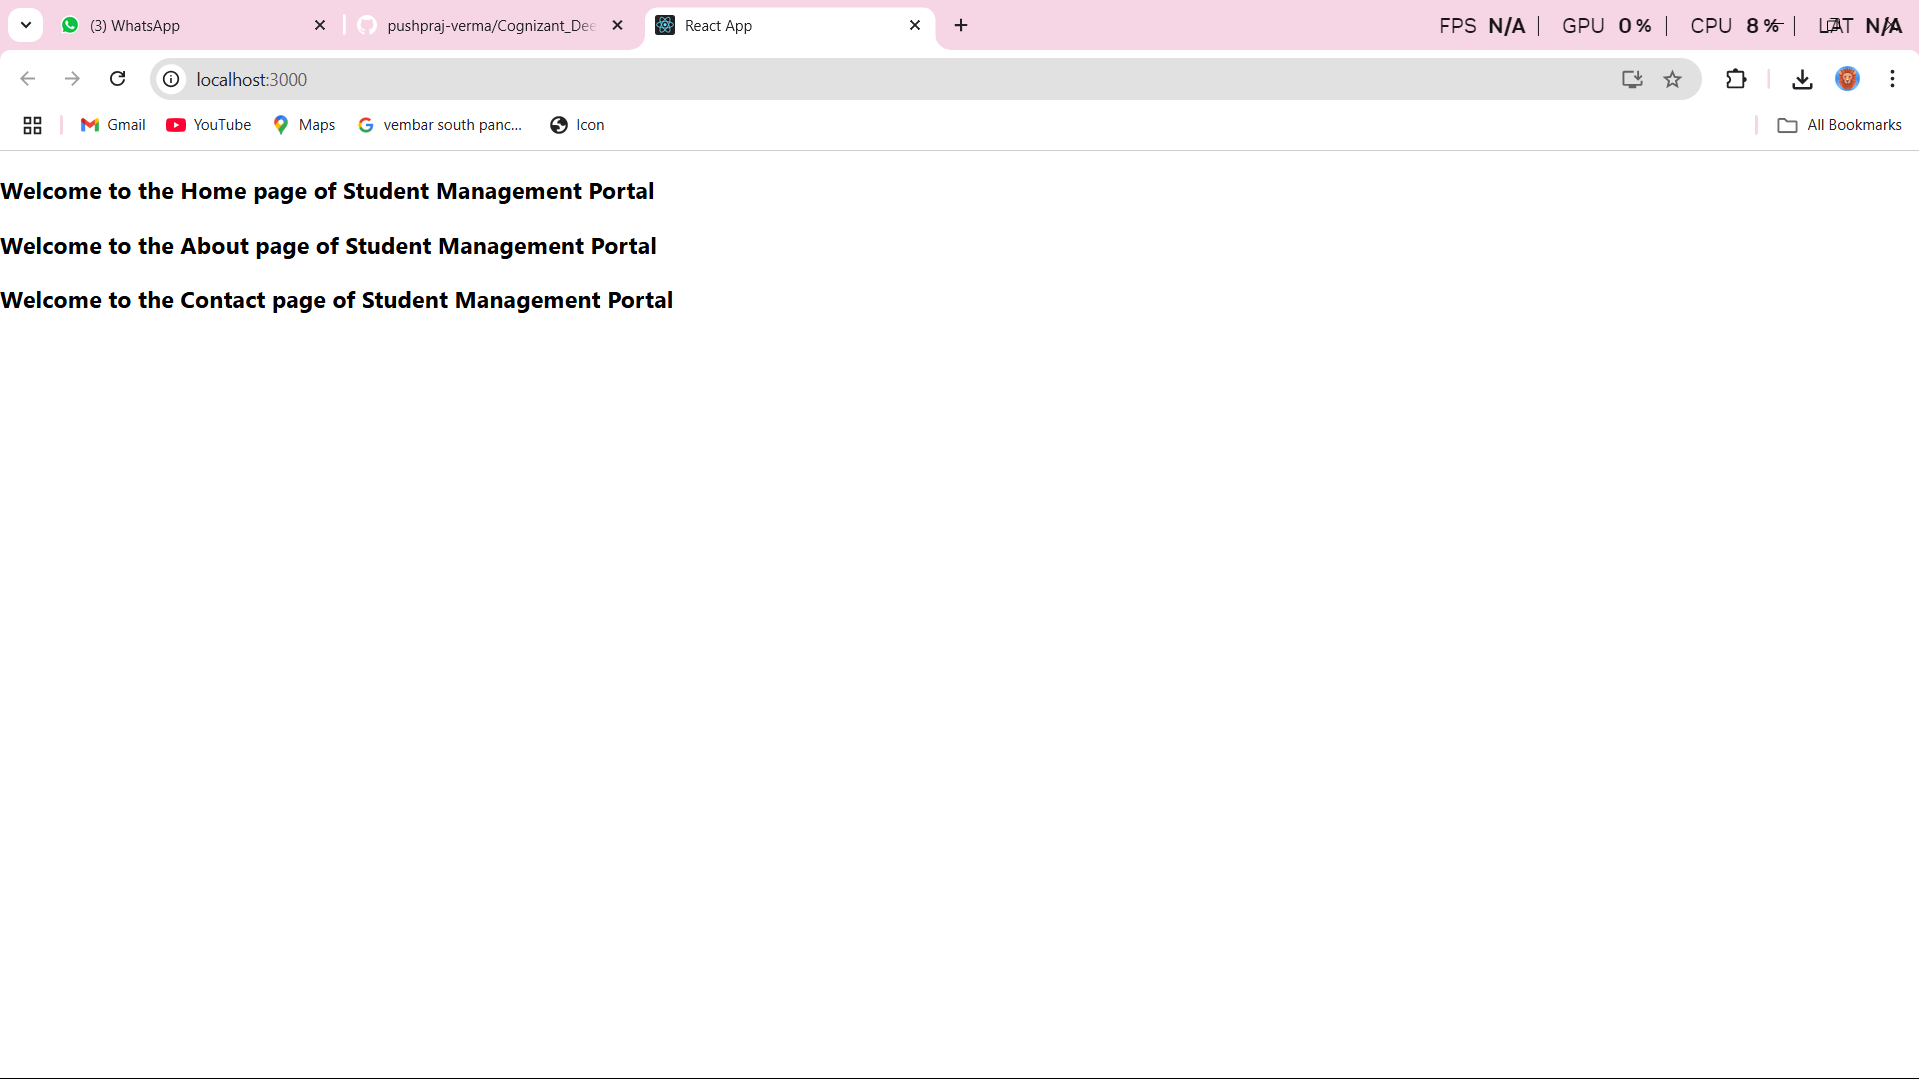 (3) WhatsApp
pushpraj-verma/Cognizant_Dee
React App
FPS N/A GPU 0 % CPU 8 % LAT N/A
localhost:3000
Gmail
YouTube
Maps
vembar south panc...
Icon
All Bookmarks
Welcome to the Home page of Student Management Portal
Welcome to the About page of Student Management Portal
Welcome to the Contact page of Student Management Portal